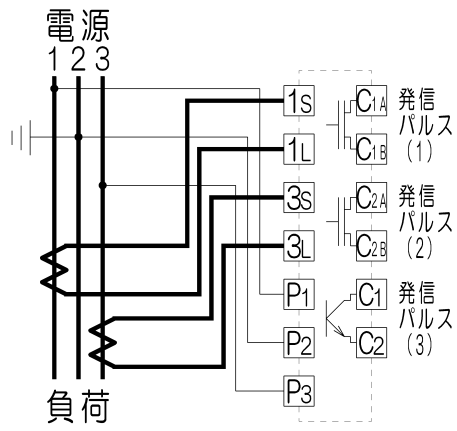 電源
1 2 3
1S
1L
3S
3L
P1
P2
P3
C1A
C1B
C2A
C2B
C1
C2
発信
パルス
(1)
発信
パルス
(2)
発信
パルス
(3)
負荷